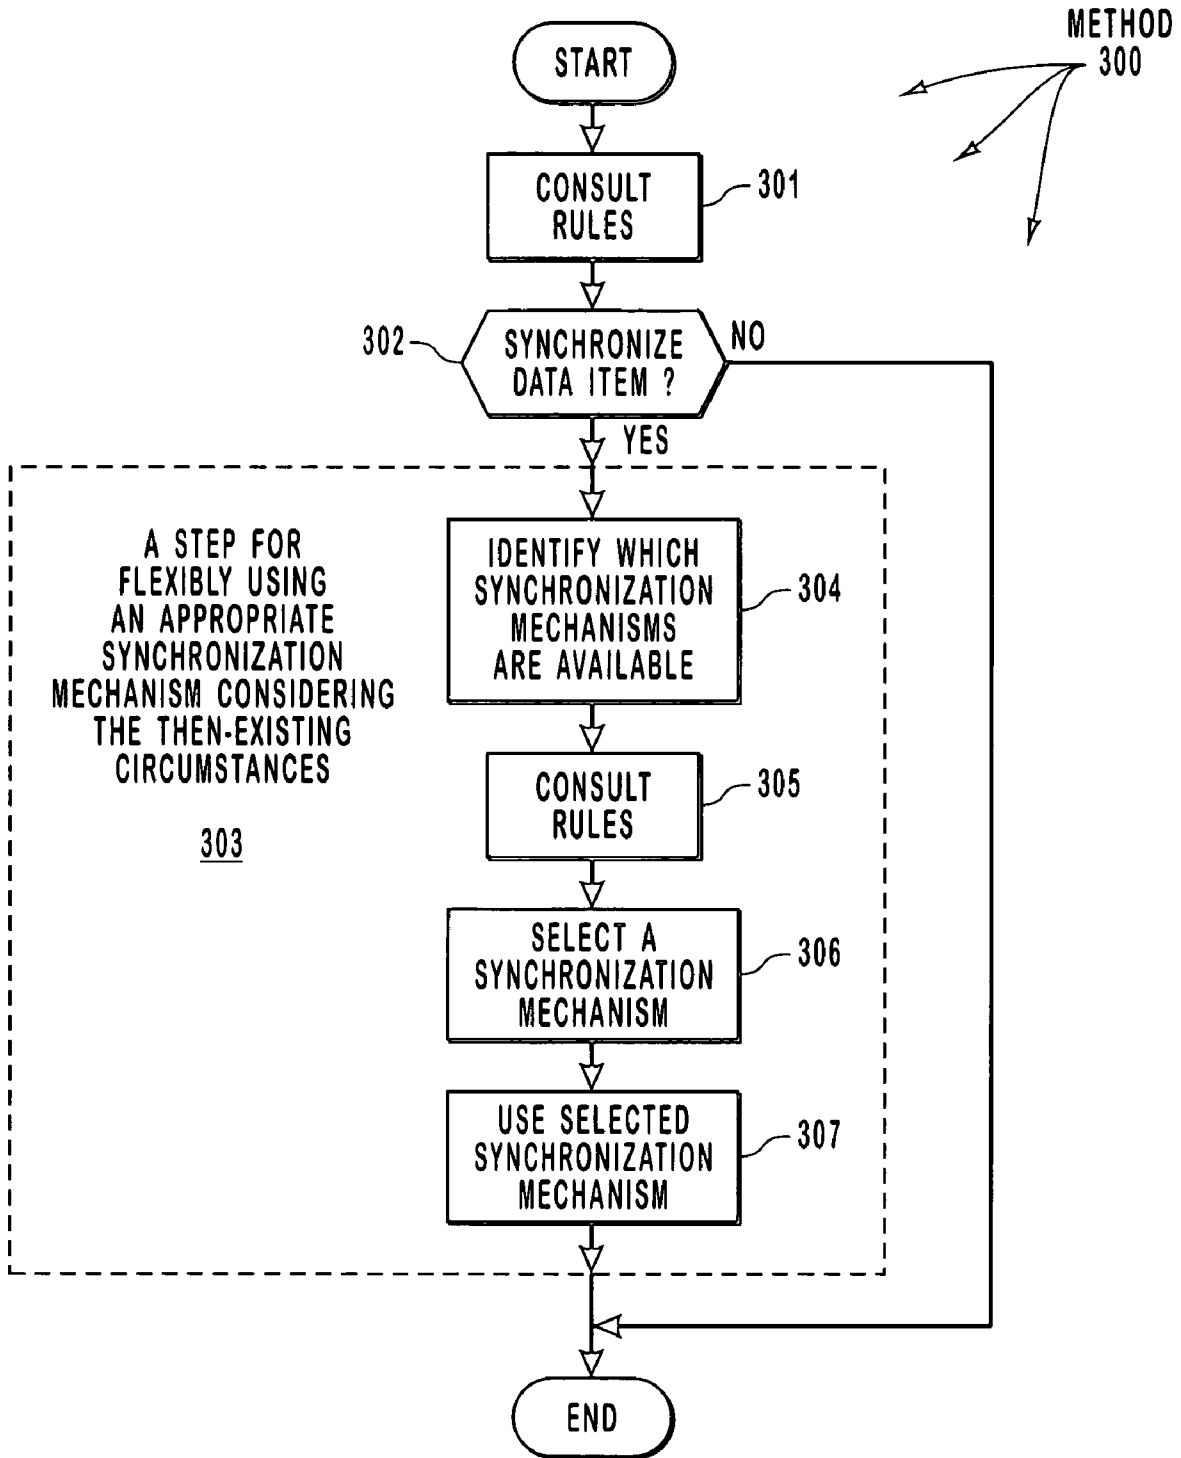 METHOD
300
START
CONSULT
RULES
301
302
SYNCHRONIZE
DATA ITEM ?
NO
YES
A STEP FOR
FLEXIBLY USING
AN APPROPRIATE
SYNCHRONIZATION
MECHANISM CONSIDERING
THE THEN-EXISTING
CIRCUMSTANCES
303
IDENTIFY WHICH
SYNCHRONIZATION
MECHANISMS
ARE AVAILABLE
304
CONSULT
RULES
305
SELECT A
SYNCHRONIZATION
MECHANISM
306
USE SELECTED
SYNCHRONIZATION
MECHANISM
307
END